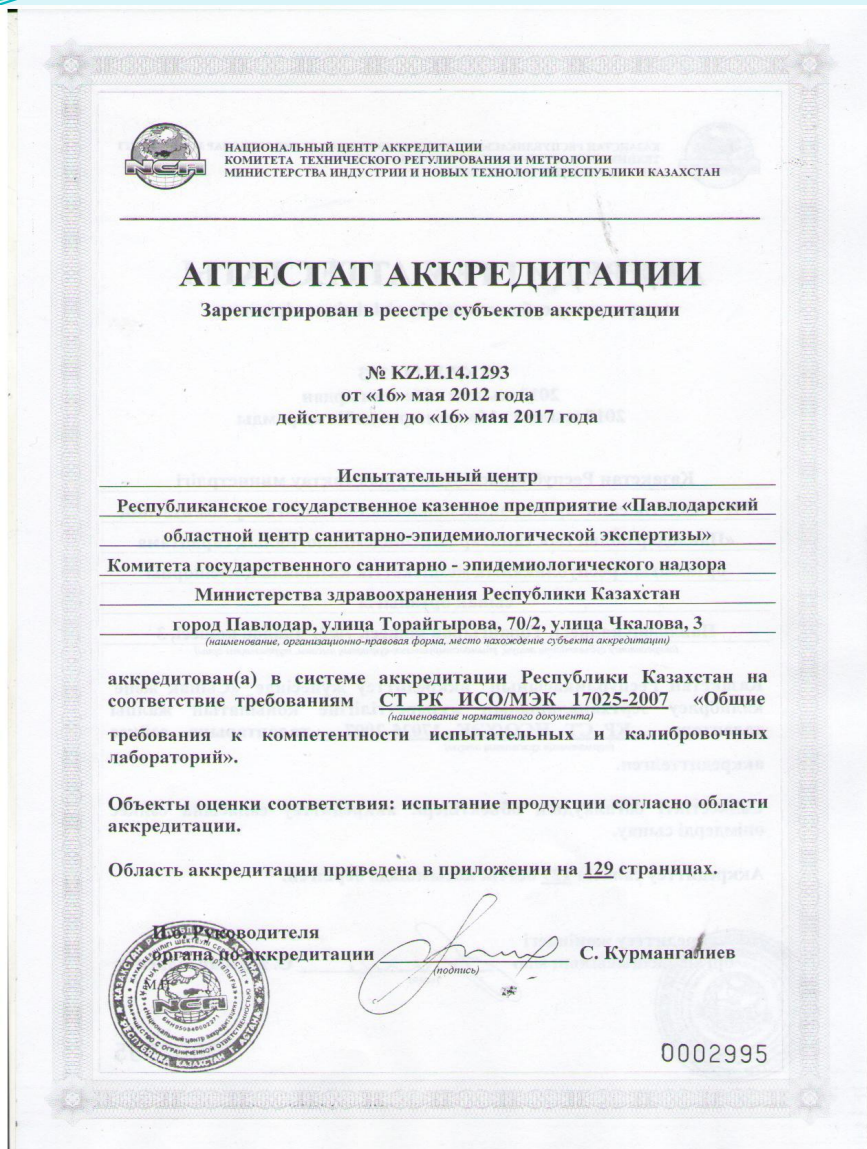 НАЦИОНАЛЬНЫЙ ЦЕНТР АККРЕДИТАЦИИ
КОМИТЕТА ТЕХНИЧЕСКОГО РЕГУЛИРОВАНИЯ И МЕТРОЛОГИИ
МИНИСТЕРСТВА ИНДУСТРИИ И НОВЫХ ТЕХНОЛОГИЙ РЕСПУБЛИКИ КАЗАХСТАН
NCA
АТТЕСТАТ АККРЕДИТАЦИИ
Зарегистрирован в реестре субъектов аккредитации
№ KZ.И.14.1293
от «16» мая 2012 года
действителен до «16» мая 2017 года
Испытательный центр
Республиканское государственное казенное предприятие «Павлодарский
областной центр санитарно-эпидемиологической экспертизы»
Комитета государственного санитарно - эпидемиологического надзора
Министерства здравоохранения Республики Казахстан
город Павлодар, улица Торайгырова, 70/2, улица Чкалова, 3
(наименование, организационно-правовая форма, место нахождение субъекта аккредитации)
аккредитован(а) в системе аккредитации Республики Казахстан на
соответствие требованиям СТ РК ИСО/МЭК 17025-2007 «Общие
(наименование нормативного документа)
требования к компетентности испытательных и калибровочных
лабораторий».
Объекты оценки соответствия: испытание продукции согласно области
аккредитации.
Область аккредитации приведена в приложении на 129 страницах.
И.о. Руководителя
органа по аккредитации С. Курмангалиев
(подпись)
М.П.
NCA
0002995